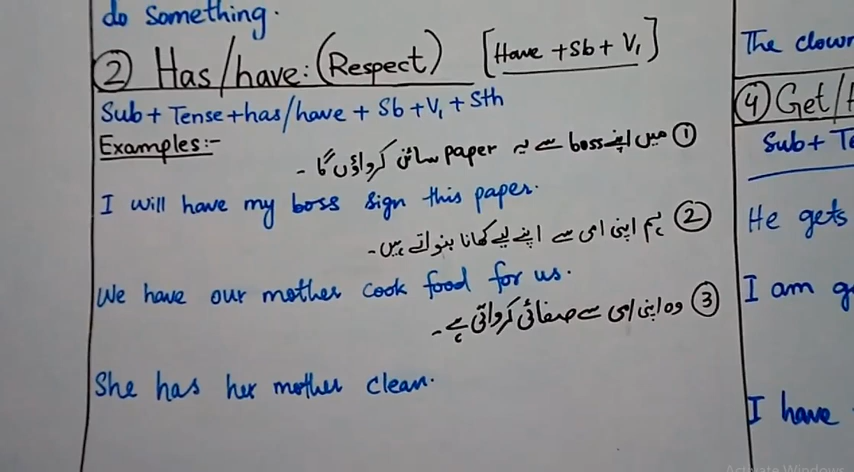 do something.
② Has/have: (Respect) [Have + Sb + V₁]
Sub + Tense + has/have + Sb + V₁ + Sth
Examples:-
① میں اپنے boss سے یہ paper سائن کرواؤں گا ۔
I will have my boss sign this paper.
② ہم اپنی امی سے اپنے لیے کھانا بنواتے ہیں۔
We have our mother cook food for us.
③ وہ اپنی امی سے صفائی کرواتی ہے ۔
She has her mother clean.
The clown
④ Get/
Sub + Te
He gets
I am g
I have
Activate Windows